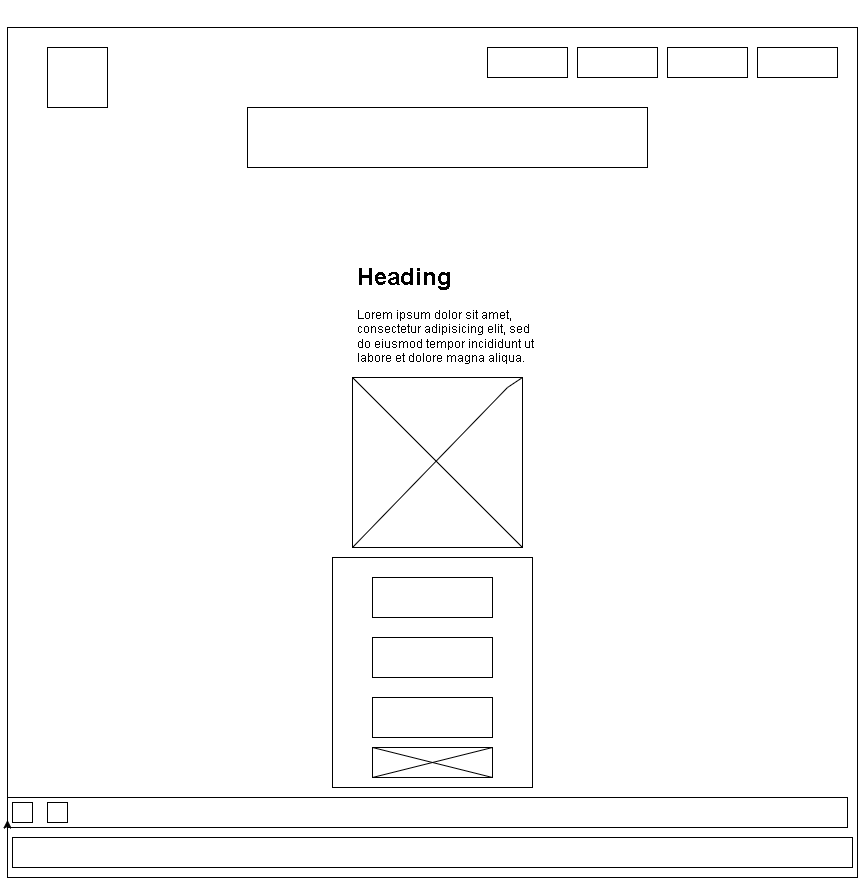 Heading
Lorem ipsum dolor sit amet,
consectetur adipisicing elit, sed
do eiusmod tempor incididunt ut
labore et dolore magna aliqua.